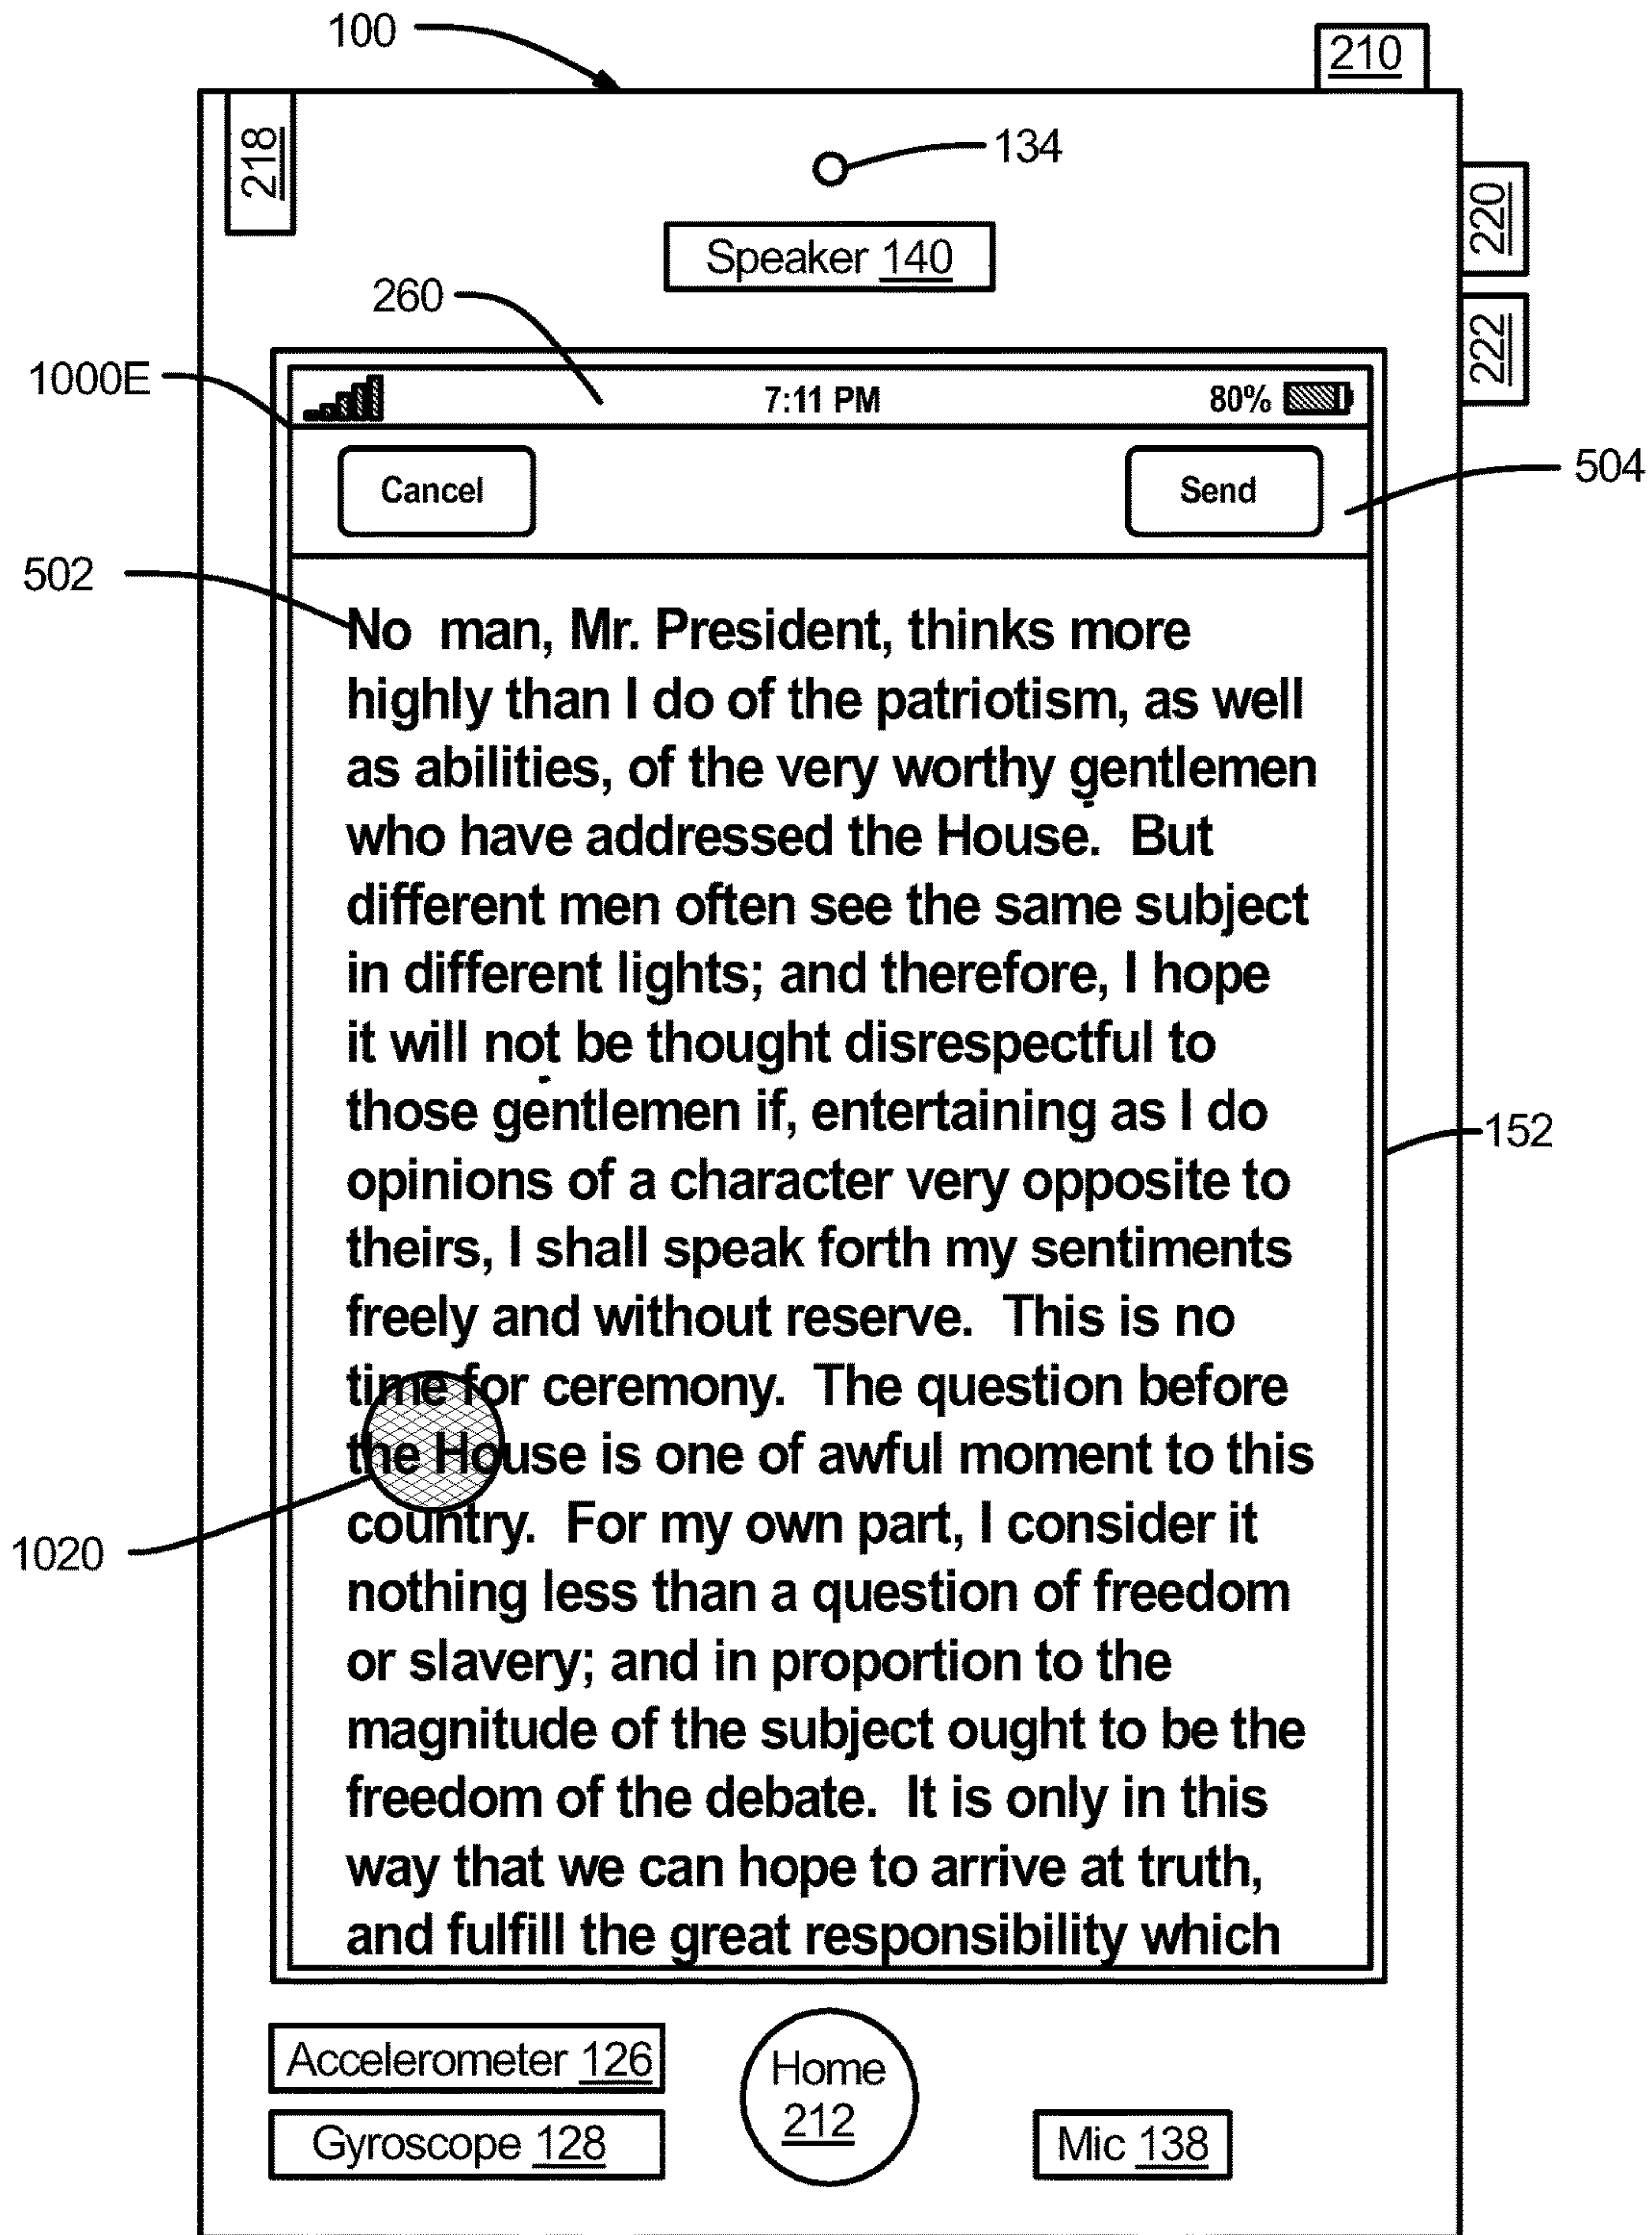 100
210
218
134
220
Speaker 140
260
222
1000E
7:11 PM 80%
Cancel Send
504
502
No  man, Mr. President, thinks more
highly than I do of the patriotism, as well
as abilities, of the very worthy gentlemen
who have addressed the House.  But
different men often see the same subject
in different lights; and therefore, I hope
it will not be thought disrespectful to
those gentlemen if, entertaining as I do
152
opinions of a character very opposite to
theirs, I shall speak forth my sentiments
freely and without reserve.  This is no
time for ceremony.  The question before
the House is one of awful moment to this
country.  For my own part, I consider it
1020
nothing less than a question of freedom
or slavery; and in proportion to the
magnitude of the subject ought to be the
freedom of the debate.  It is only in this
way that we can hope to arrive at truth,
and fulfill the great responsibility which
Accelerometer 126
Home
212
Gyroscope 128
Mic 138